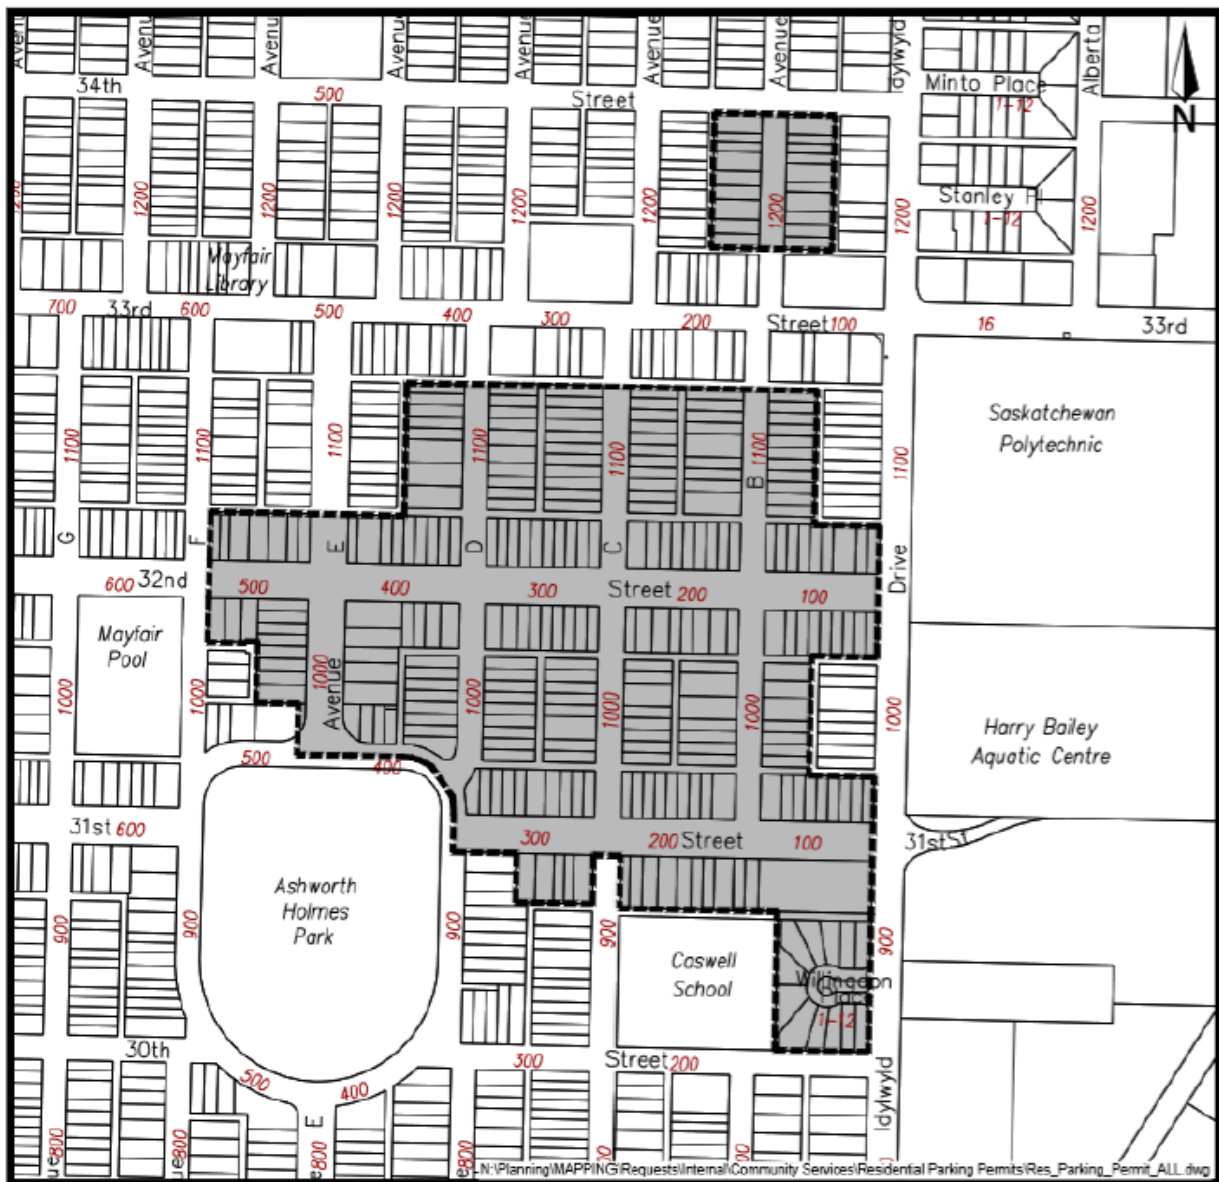 Avenue
Avenue
Avenue
Avenue
Avenue
Avenue
Avenue
Idylwyld
Alberta
34th
500
Street
Minto Place
1-12
N
1200
1200
1200
1200
1200
1200
1200
1200
1200
Stanley Pl
1-12
Mayfair
Library
700
33rd
600
500
400
300
200
Street
100
16
33rd
Saskatchewan
Polytechnic
1100
1100
1100
1100
1100
1100
1100
B
G
F
E
D
C
Drive
600
32nd
500
400
300
Street
200
100
Mayfair
Pool
1000
1000
1000
Avenue
1000
1000
1000
1000
Harry Bailey
Aquatic Centre
500
400
31st
600
300
200
Street
100
31st St
Ashworth
Holmes
Park
900
900
900
900
900
Caswell
School
Willingdon
Place
1-12
30th
500
400
300
Street
200
Idylwyld
E
800
800
800
800
N:\Planning\MAPPING\Requests\Internal\Community Services\Residential Parking Permits\Res_Parking_Permit_ALL.dwg